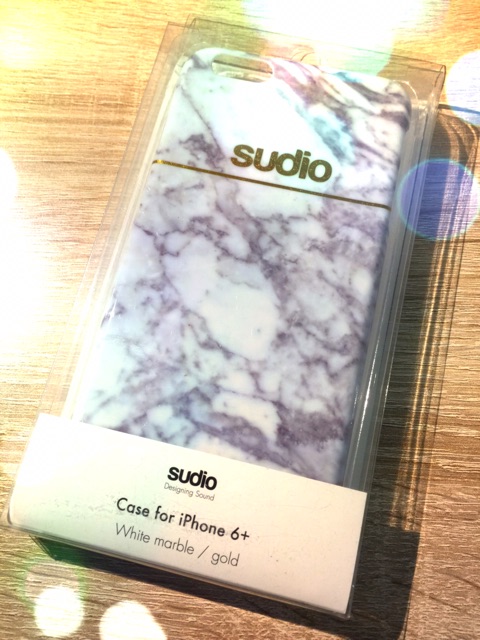 sudio
sudio
Designing Sound
Case for iPhone 6+
White marble / gold